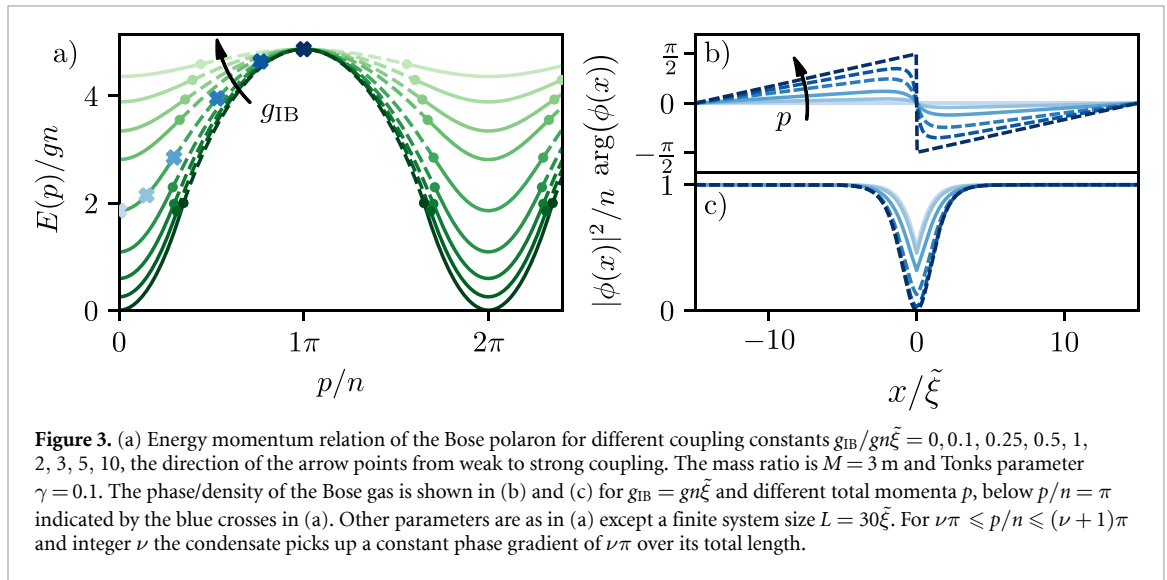 a)
4
2
0
E(p)/gn
g_IB
0
1π
2π
p/n
b)
π/2
0
−π/2
arg(ϕ(x))
p
c)
1
0
|ϕ(x)|²/n
−10
0
10
x/ξ̃
Figure 3. (a) Energy momentum relation of the Bose polaron for different coupling constants g_IB/gnξ̃ = 0, 0.1, 0.25, 0.5, 1,
2, 3, 5, 10, the direction of the arrow points from weak to strong coupling. The mass ratio is M = 3 m and Tonks parameter
γ = 0.1. The phase/density of the Bose gas is shown in (b) and (c) for g_IB = gnξ̃ and different total momenta p, below p/n = π
indicated by the blue crosses in (a). Other parameters are as in (a) except a finite system size L = 30ξ̃. For νπ ⩽ p/n ⩽ (ν + 1)π
and integer ν the condensate picks up a constant phase gradient of νπ over its total length.